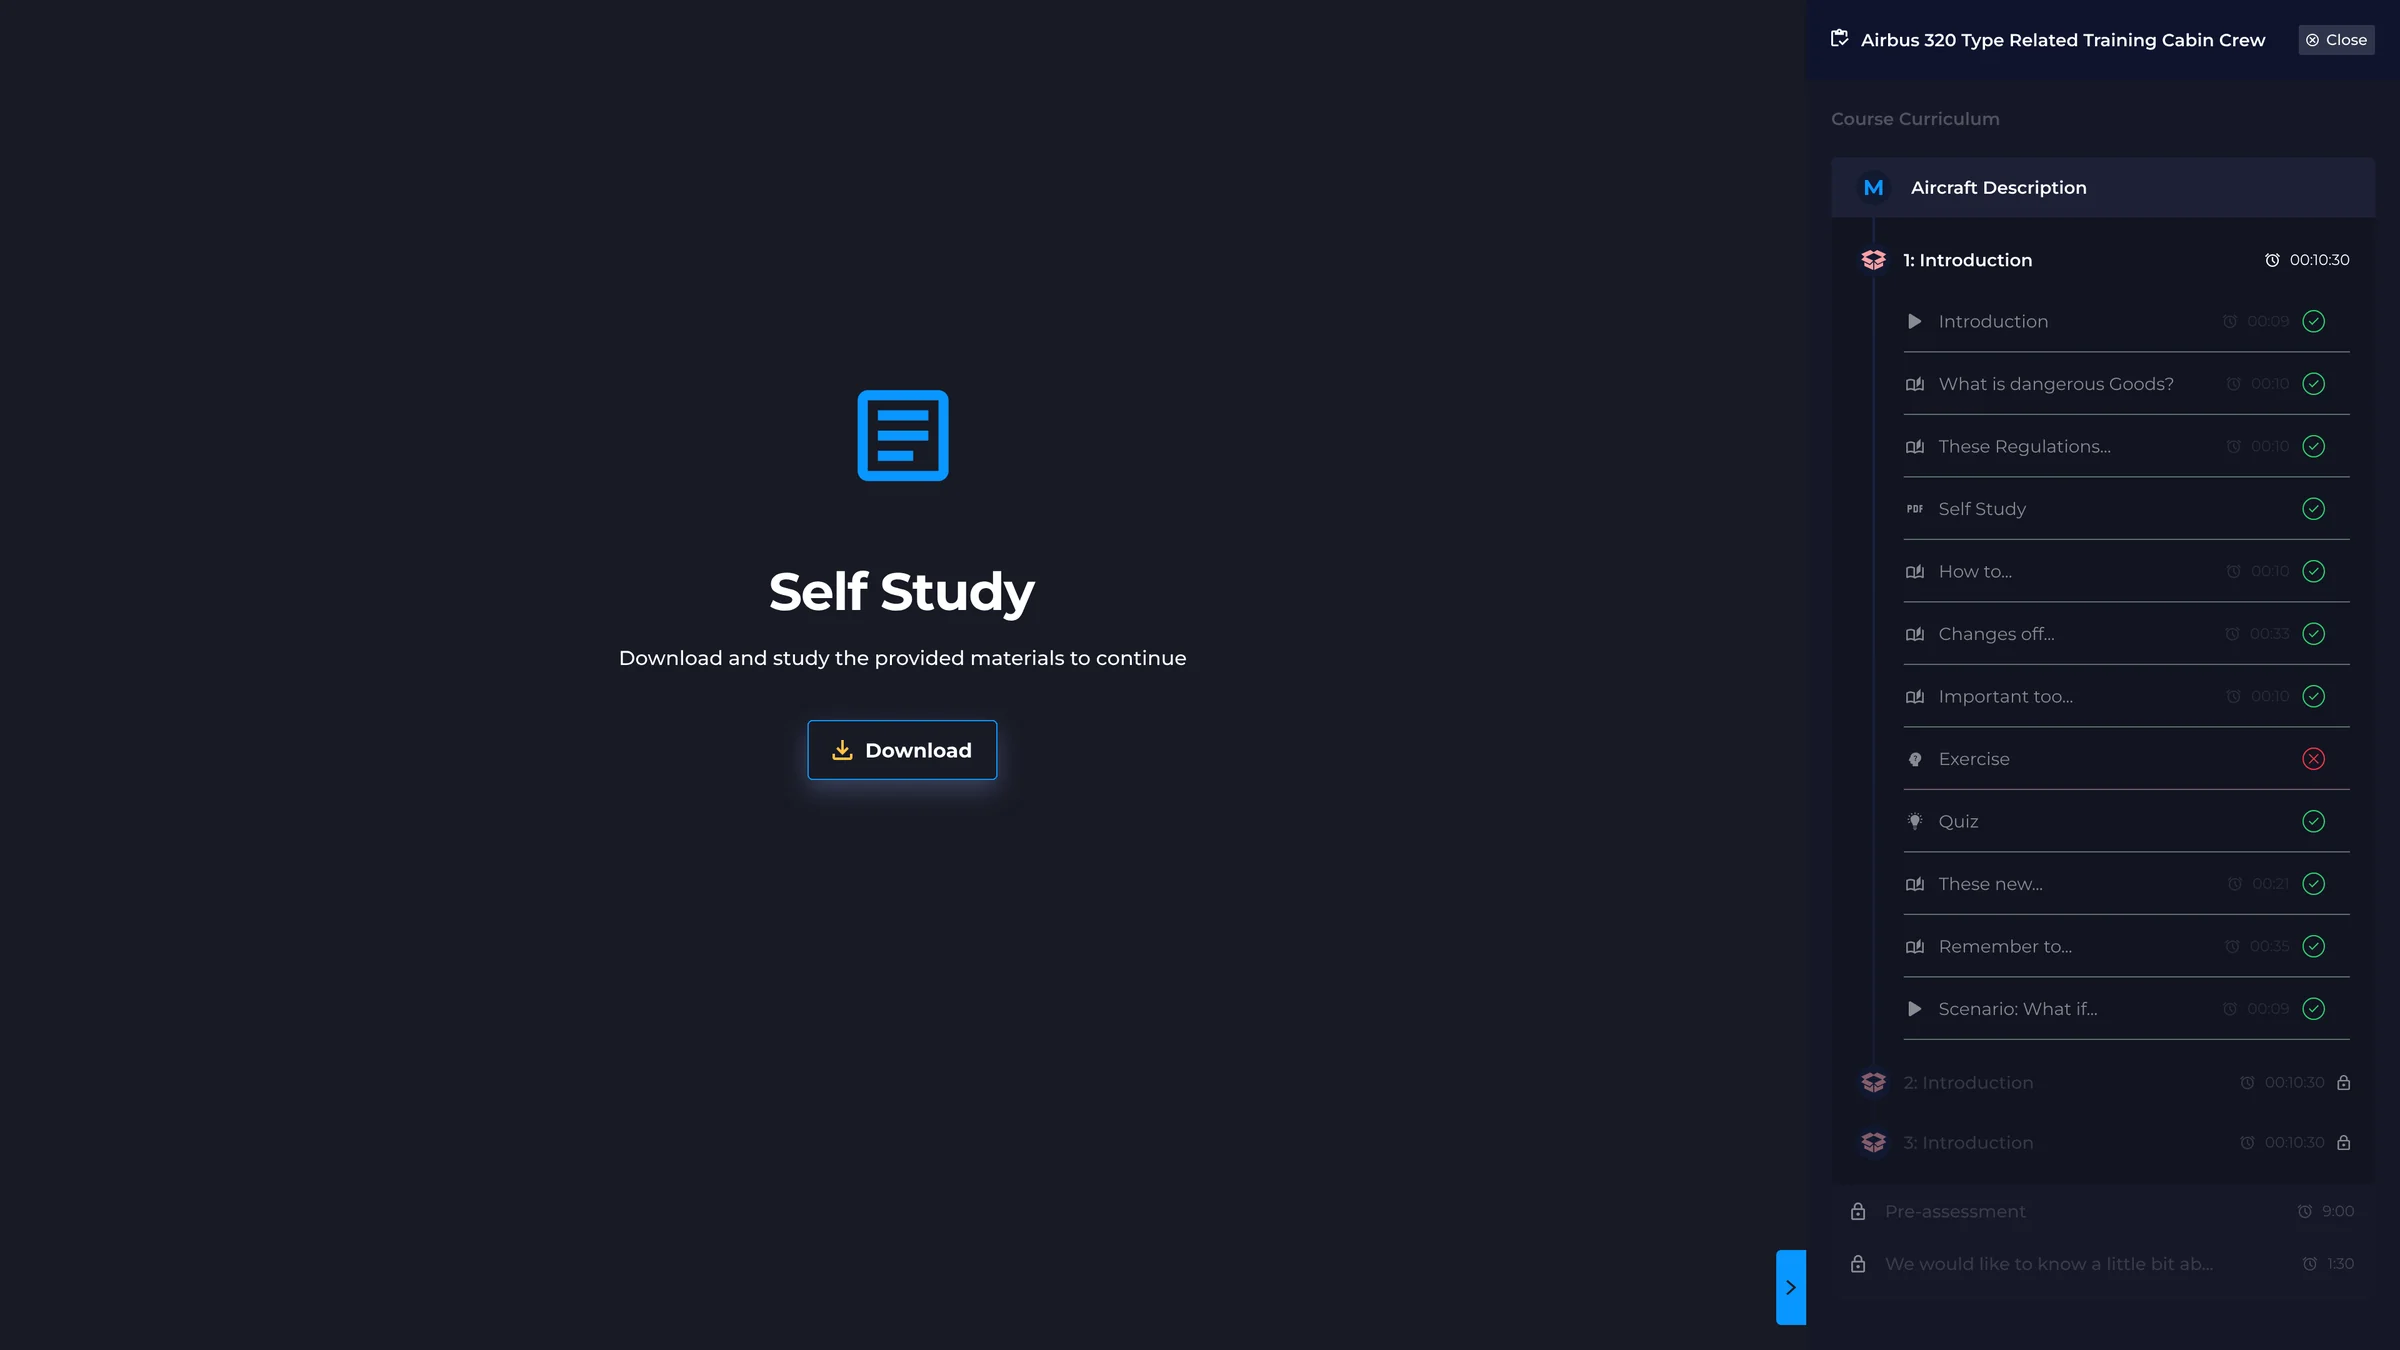 Self Study
Download and study the provided materials to continue
Download
Airbus 320 Type Related Training Cabin Crew
Close
Course Curriculum
M Aircraft Description
1: Introduction 00:10:30
Introduction 00:09
What is dangerous Goods? 00:10
These Regulations... 00:10
PDF Self Study
How to... 00:10
Changes off... 00:33
Important too... 00:10
? Exercise
Quiz
These new... 00:21
Remember to... 00:35
Scenario: What if... 00:09
2: Introduction 00:10:30
3: Introduction 00:10:30
Pre-assessment 9:00
We would like to know a little bit ab... 1:30